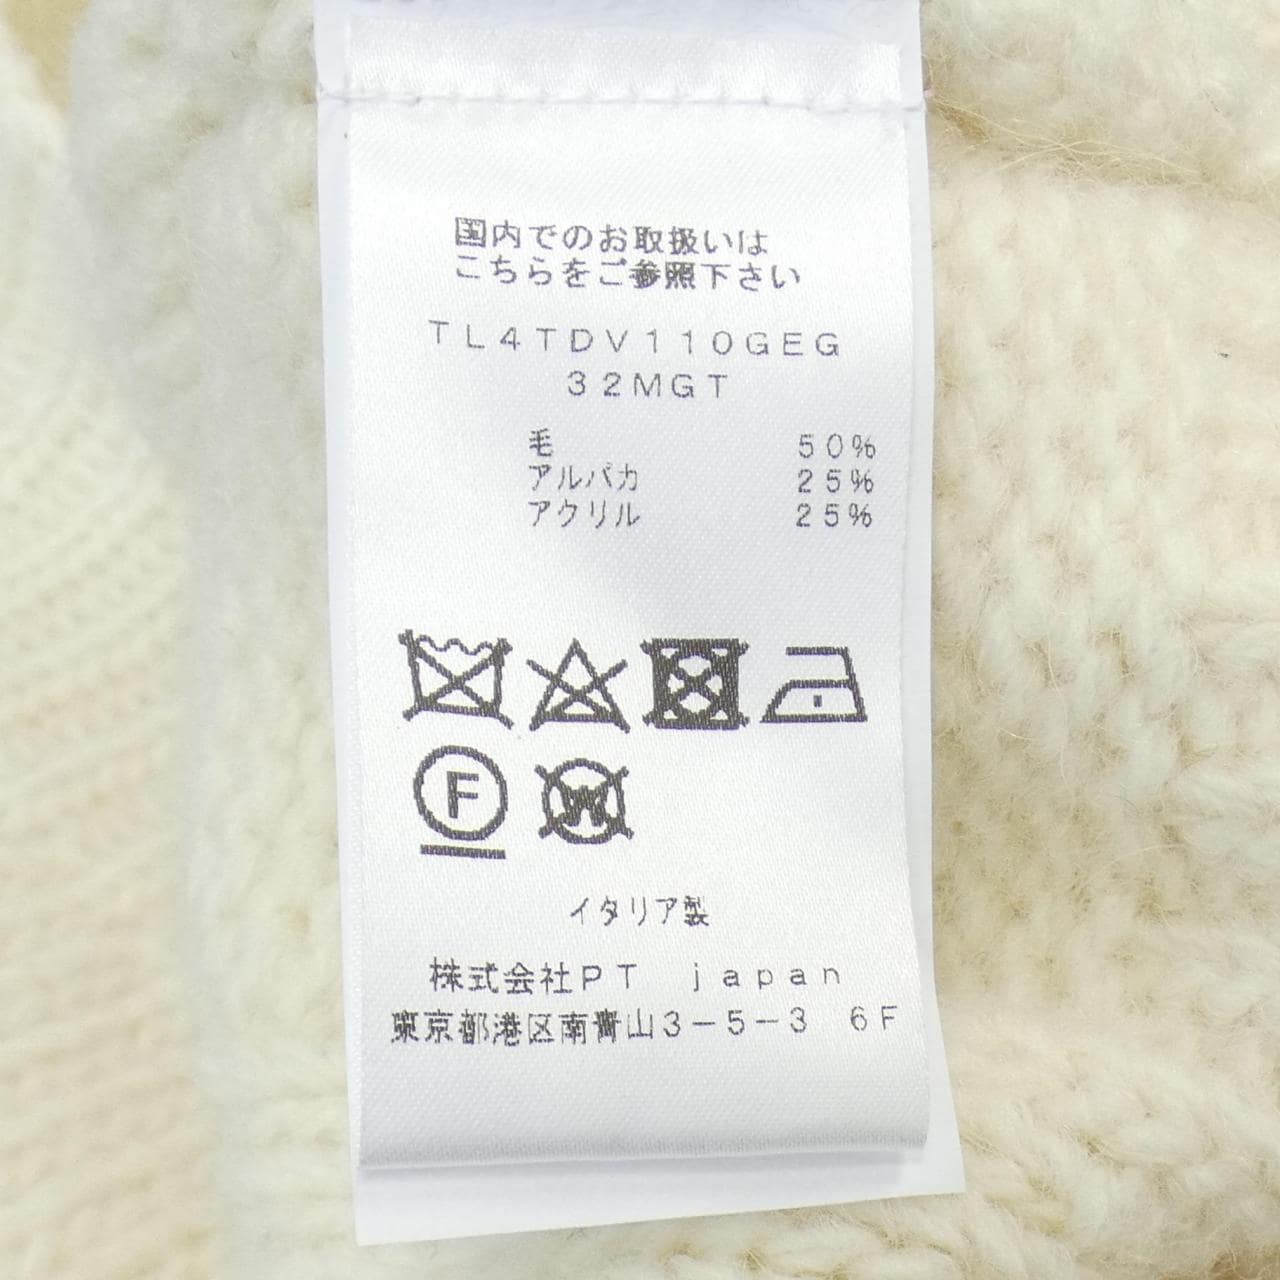 国内でのお取扱いは
こちらをご参照下さい
TL4TDV110GEG
32MGT
毛 50%
アルパカ 25%
アクリル 25%
F W
イタリア製
株式会社PT japan
東京都港区南青山3-5-3 6F